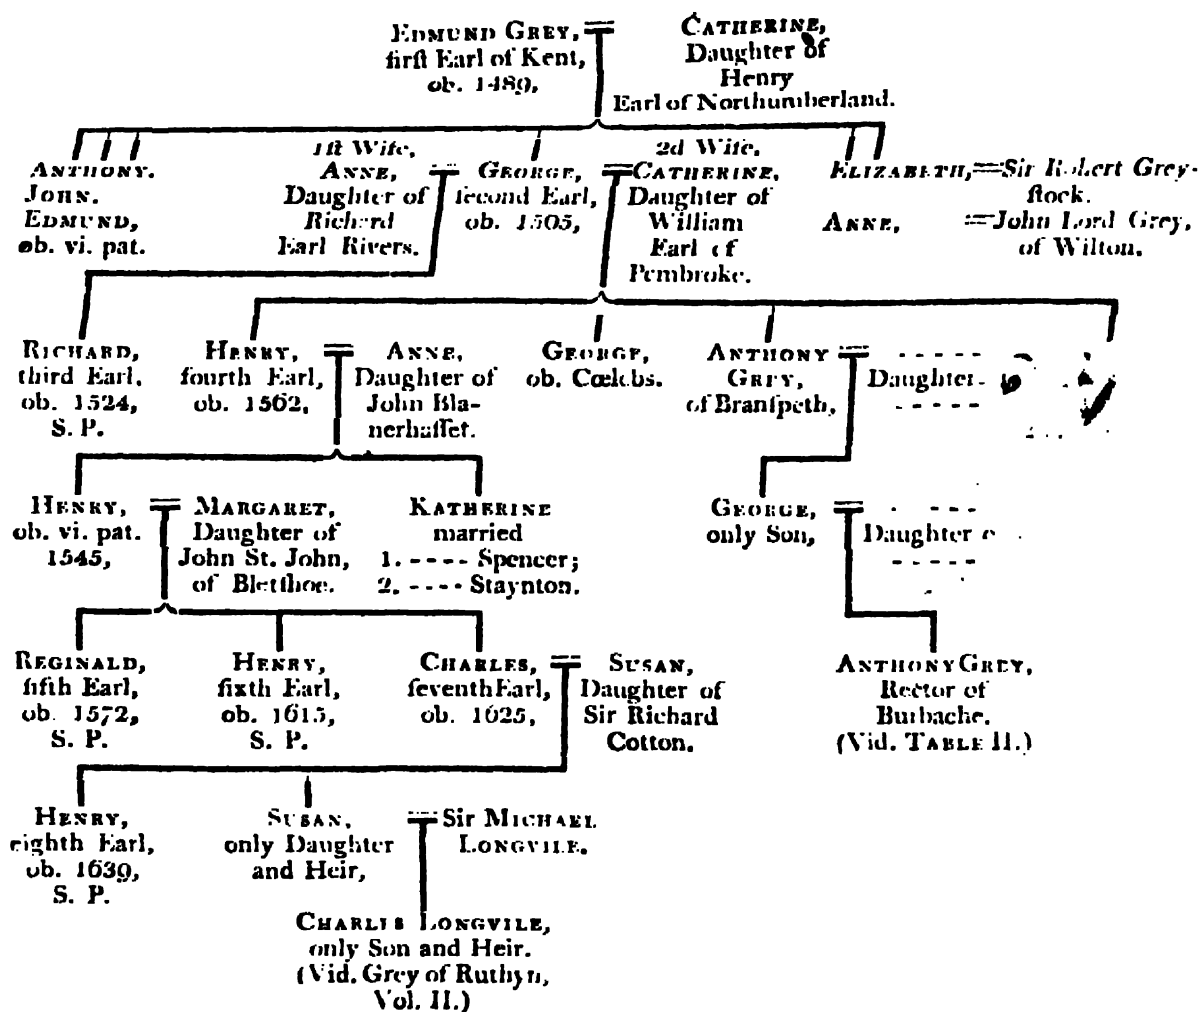 EDMUND GREY,
firſt Earl of Kent,
ob. 1489,
CATHERINE,
Daughter of
Henry
Earl of Northumberland.
ANTHONY.
JOHN.
EDMUND,
ob. vi. pat.
1ſt Wife,
ANNE,
Daughter of
Richard
Earl Rivers.
GEORGE,
ſecond Earl,
ob. 1505,
2d Wife.
CATHERINE,
Daughter of
William
Earl of
Pembroke.
ELIZABETH,=Sir Robert Grey-
ſtock.
ANNE, =John Lord Grey,
of Wilton.
RICHARD,
third Earl,
ob. 1524,
S. P.
HENRY,
fourth Earl,
ob. 1562,
ANNE,
Daughter of
John Bla-
nerhaſſet.
GEORGE,
ob. Cœlebs.
ANTHONY
GREY,
of Branſpeth,
- - - - -
Daughter
- - - - -
HENRY,
ob. vi. pat.
1545,
MARGARET,
Daughter of
John St. John,
of Bletſhoe.
KATHERINE
married
1. - - - - Spencer;
2. - - - - Staynton.
GEORGE,
only Son,
- - - -
Daughter
- - - - -
REGINALD,
fifth Earl,
ob. 1572,
S. P.
HENRY,
ſixth Earl,
ob. 1615,
S. P.
CHARLES,
ſeventh Earl,
ob. 1625,
SUSAN,
Daughter of
Sir Richard
Cotton.
ANTHONY GREY,
Rector of
Burbache.
(Vid. TABLE II.)
HENRY,
eighth Earl,
ob. 1639,
S. P.
SUSAN,
only Daughter
and Heir,
Sir MICHAEL
LONGVILE.
CHARLES LONGVILE,
only Son and Heir.
(Vid. Grey of Ruthyn,
Vol. II.)